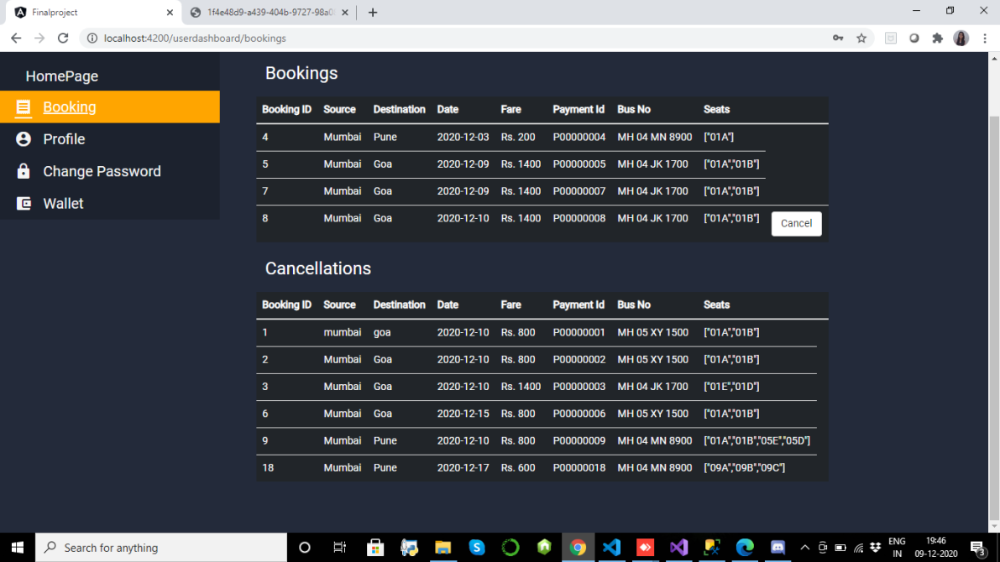 Finalproject
1f4e48d9-a439-404b-9727-98a0
localhost:4200/userdashboard/bookings
HomePage
Booking
Profile
Change Password
Wallet
Bookings
Booking ID Source Destination Date Fare Payment Id Bus No Seats
4 Mumbai Pune 2020-12-03 Rs. 200 P00000004 MH 04 MN 8900 ["01A"]
5 Mumbai Goa 2020-12-09 Rs. 1400 P00000005 MH 04 JK 1700 ["01A","01B"]
7 Mumbai Goa 2020-12-09 Rs. 1400 P00000007 MH 04 JK 1700 ["01A","01B"]
8 Mumbai Goa 2020-12-10 Rs. 1400 P00000008 MH 04 JK 1700 ["01A","01B"] Cancel
Cancellations
Booking ID Source Destination Date Fare Payment Id Bus No Seats
1 mumbai goa 2020-12-10 Rs. 800 P00000001 MH 05 XY 1500 ["01A","01B"]
2 Mumbai Goa 2020-12-10 Rs. 800 P00000002 MH 05 XY 1500 ["01A","01B"]
3 Mumbai Goa 2020-12-10 Rs. 1400 P00000003 MH 04 JK 1700 ["01E","01D"]
6 Mumbai Goa 2020-12-15 Rs. 800 P00000006 MH 05 XY 1500 ["01A","01B"]
9 Mumbai Pune 2020-12-10 Rs. 800 P00000009 MH 04 MN 8900 ["01A","01B","05E","05D"]
18 Mumbai Pune 2020-12-17 Rs. 600 P00000018 MH 04 MN 8900 ["09A","09B","09C"]
Search for anything
ENG
IN
19:46
09-12-2020
3